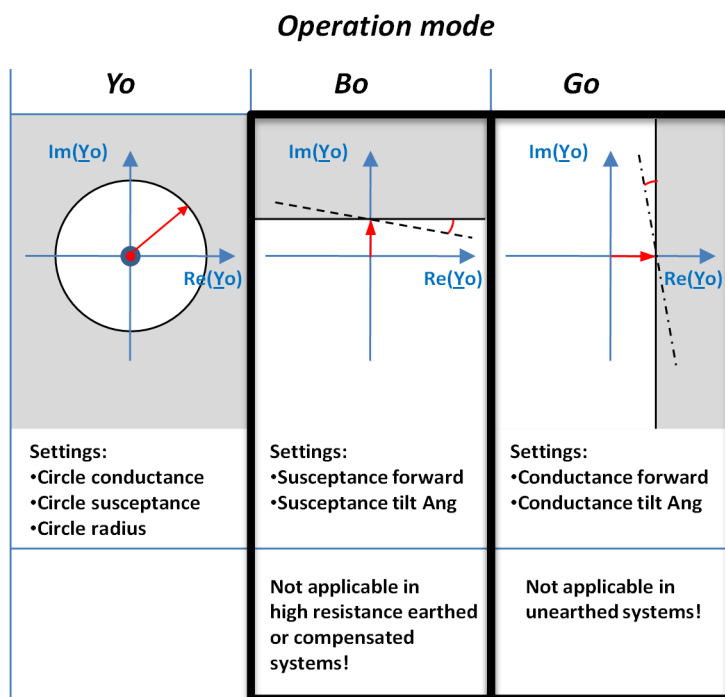 Operation mode
Yo
Bo
Go
Im(Yo)
Re(Yo)
Im(Yo)
Re(Yo)
Im(Yo)
Re(Yo)
Settings:
•Circle conductance
•Circle susceptance
•Circle radius
Settings:
•Susceptance forward
•Susceptance tilt Ang
Settings:
•Conductance forward
•Conductance tilt Ang
Not applicable in
high resistance earthed
or compensated
systems!
Not applicable in
unearthed systems!